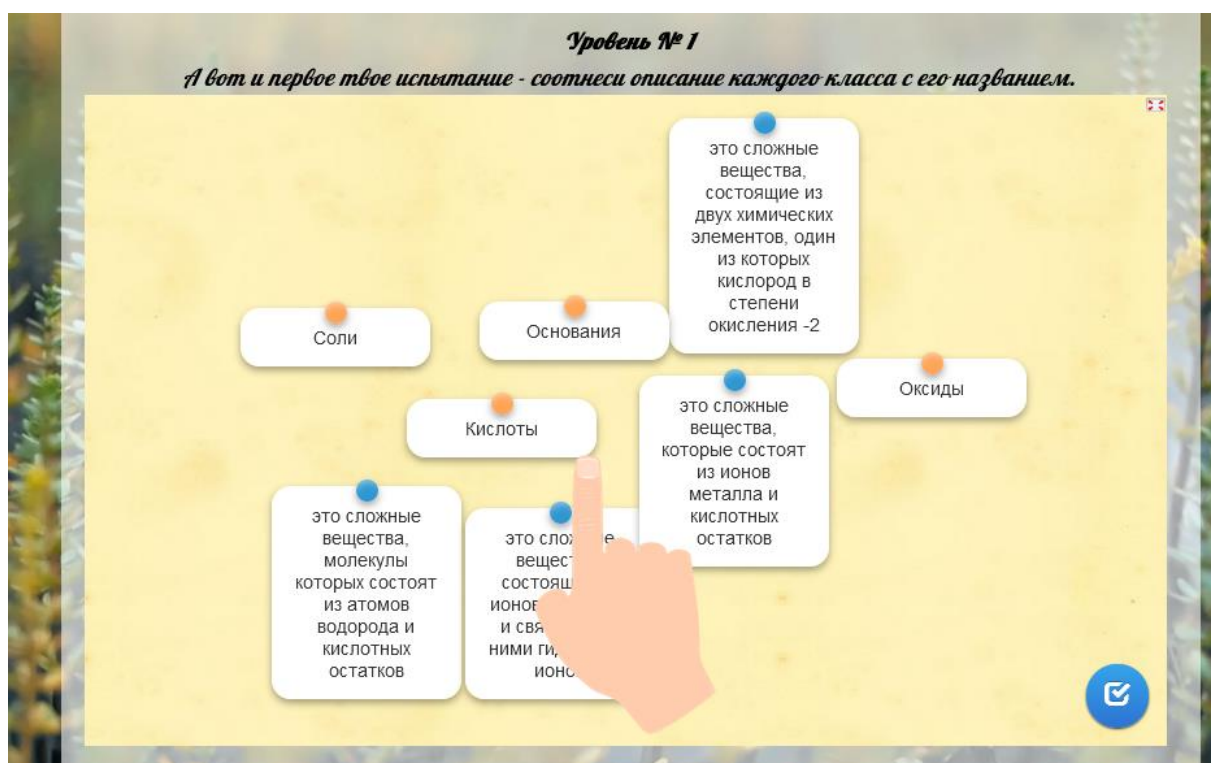 Уровень № 1
А вот и первое твое испытание - соотнеси описание каждого класса с его названием.
это сложные
вещества,
состоящие из
двух химических
элементов, один
из которых
кислород в
степени
окисления -2
Соли
Основания
Оксиды
Кислоты
это сложные
вещества,
которые состоят
из ионов
металла и
кислотных
остатков
это сложные
вещества,
молекулы
которых состоят
из атомов
водорода и
кислотных
остатков
это
и
ними